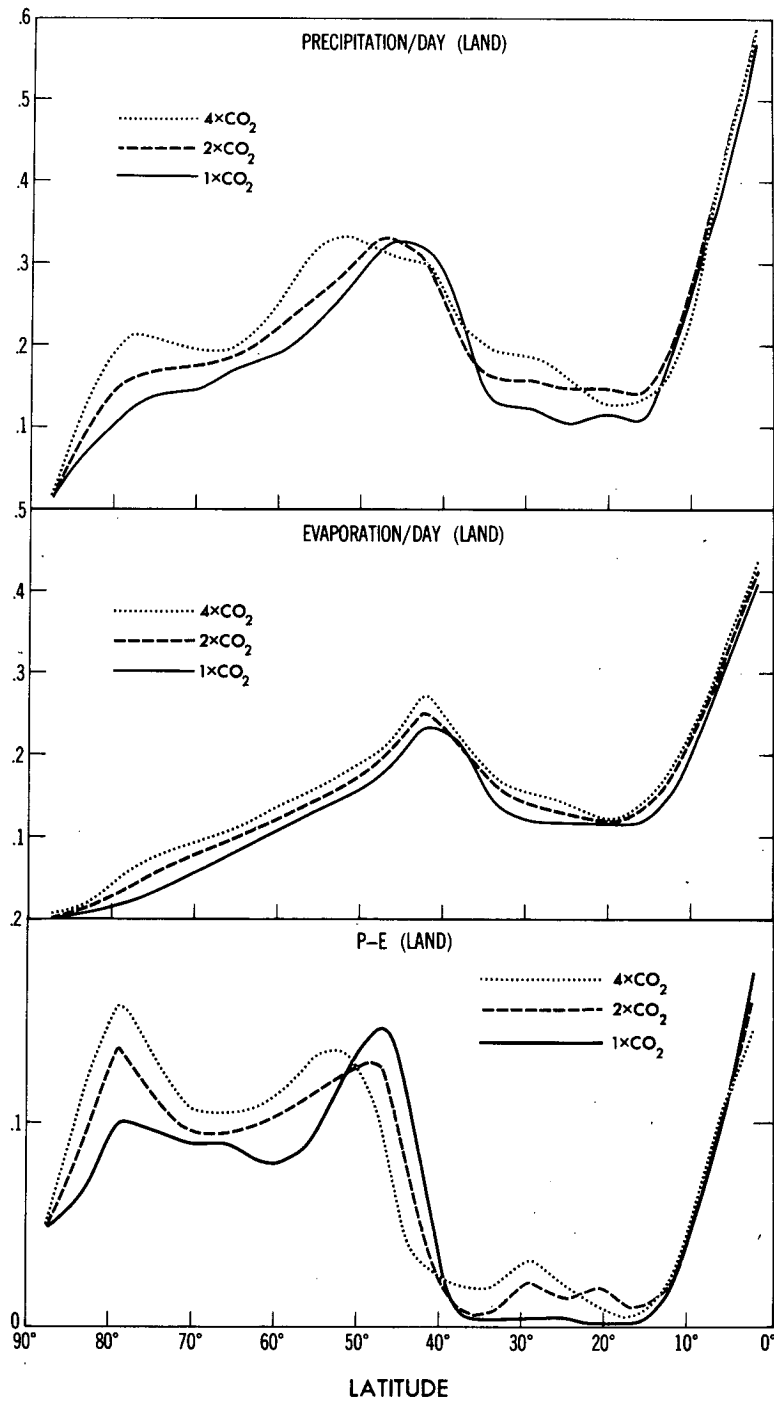 .6
PRECIPITATION/DAY (LAND)
4×CO2
.5
2×CO2
1×CO2
.4
.3
.2
.1
.5
EVAPORATION/DAY (LAND)
.4
4×CO2
2×CO2
.3
1×CO2
.2
.1
.2
P–E (LAND)
4×CO2
2×CO2
1×CO2
.1
0
90° 80° 70° 60° 50° 40° 30° 20° 10° 0°
LATITUDE